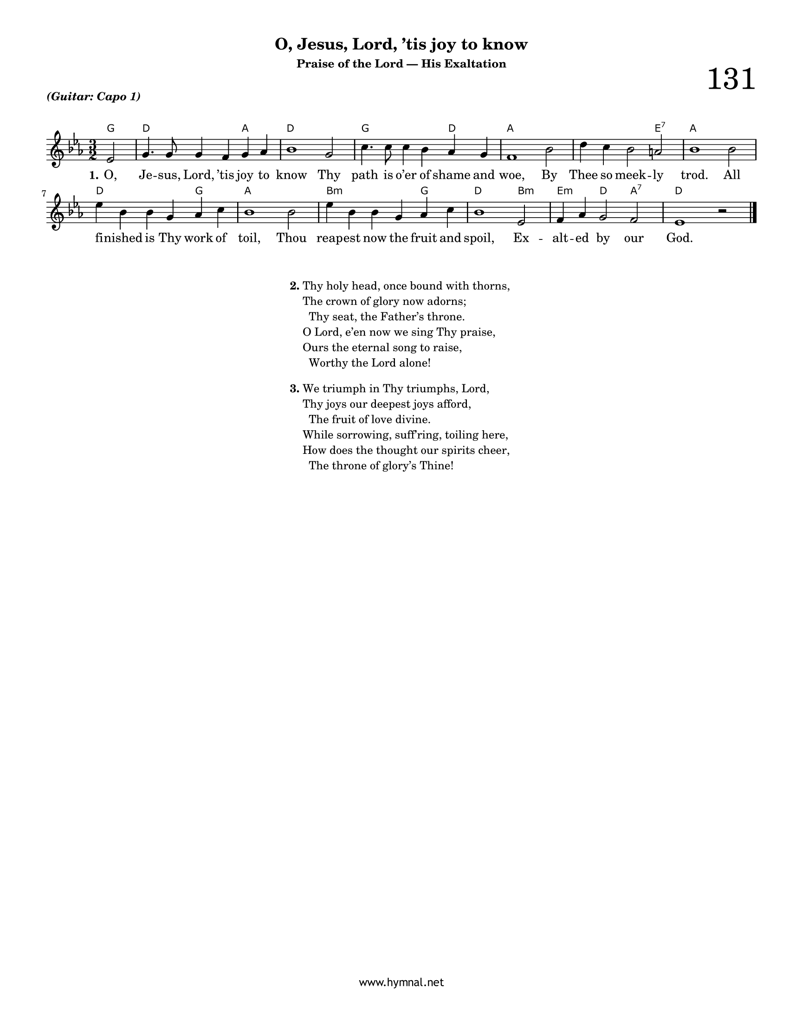 O, Jesus, Lord, ’tis joy to know
Praise of the Lord — His Exaltation
131
(Guitar: Capo 1)
G D A D G D A E7 A
1. O, Je-sus, Lord, ’tis joy to know Thy path is o’er of shame and woe, By Thee so meek-ly trod. All
7
D G A Bm G D Bm Em D A7 D
finished is Thy work of toil, Thou reapest now the fruit and spoil, Ex - alt-ed by our God.
2. Thy holy head, once bound with thorns,
The crown of glory now adorns;
Thy seat, the Father’s throne.
O Lord, e’en now we sing Thy praise,
Ours the eternal song to raise,
Worthy the Lord alone!
3. We triumph in Thy triumphs, Lord,
Thy joys our deepest joys afford,
The fruit of love divine.
While sorrowing, suff’ring, toiling here,
How does the thought our spirits cheer,
The throne of glory’s Thine!
www.hymnal.net